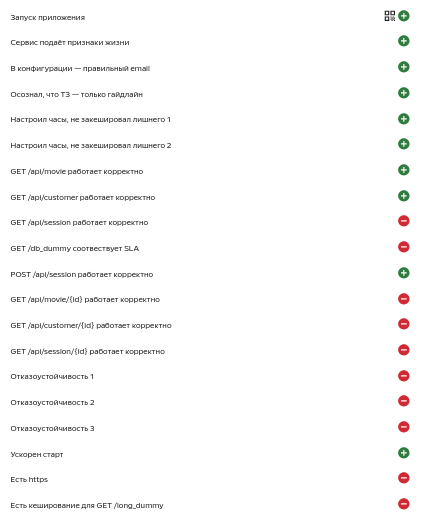 Запуск приложения
Сервис подаёт признаки жизни
В конфигурации — правильный email
Осознал, что ТЗ — только гайдлайн
Настроил часы, не закешировал лишнего 1
Настроил часы, не закешировал лишнего 2
GET /api/movie работает корректно
GET /api/customer работает корректно
GET /api/session работает корректно
GET /db_dummy соотвествует SLA
POST /api/session работает корректно
GET /api/movie/{id} работает корректно
GET /api/customer/{id} работает корректно
GET /api/session/{id} работает корректно
Отказоустойчивость 1
Отказоустойчивость 2
Отказоустойчивость 3
Ускорен старт
Есть https
Есть кеширование для GET /long_dummy